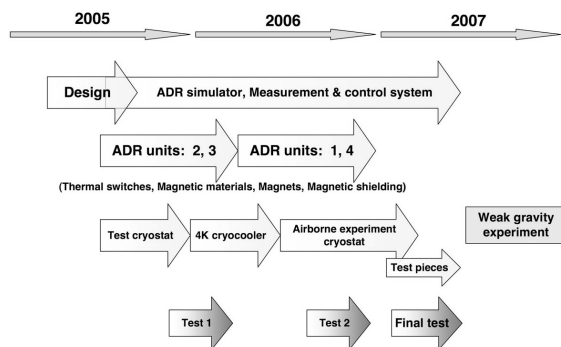 2005 2006 2007
Design
ADR simulator, Measurement & control system
ADR units: 2, 3
ADR units: 1, 4
(Thermal switches, Magnetic materials, Magnets, Magnetic shielding)
Test cryostat
4K cryocooler
Airborne experiment
cryostat
Weak gravity
experiment
Test pieces
Test 1
Test 2
Final test